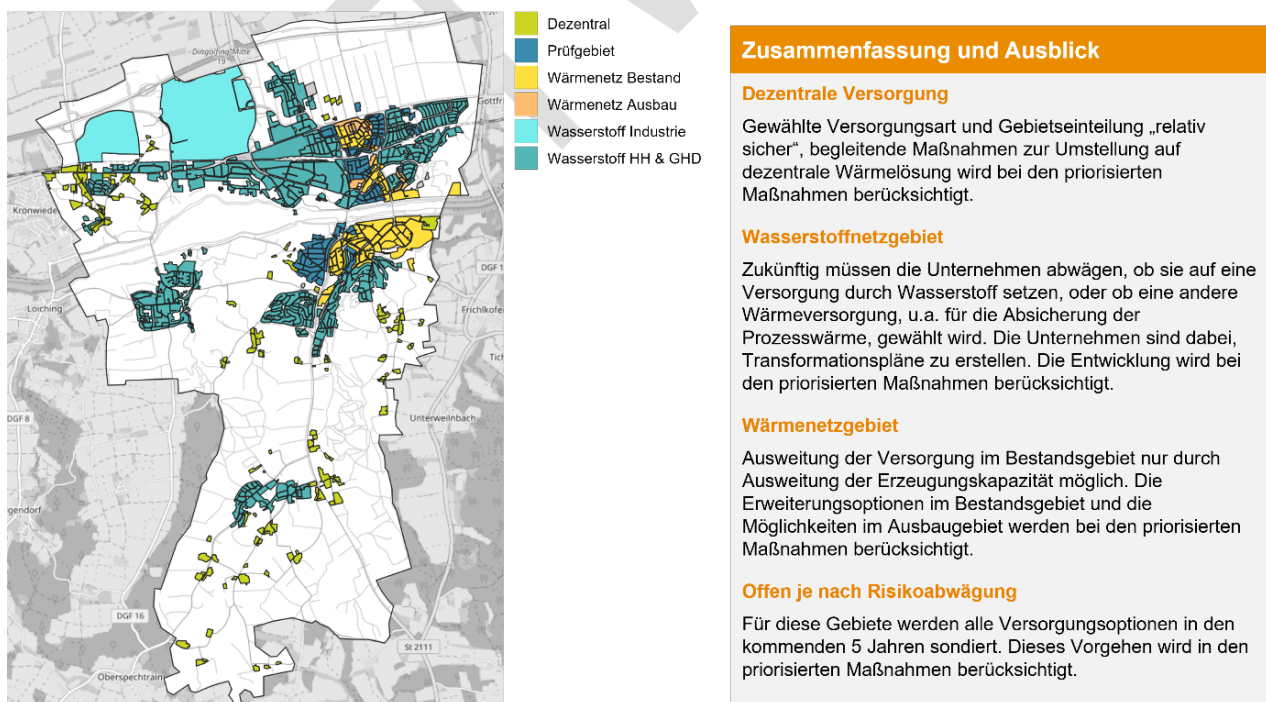 Dingolfing-Mitte
19
Gottfri
Kronwiede
DGF 1
Loiching
Frichlkofe
Tich
DGF 8
Unterweilnbach
gendorf
DGF 16
St 2111
Oberspechtrain
Dezentral
Prüfgebiet
Wärmenetz Bestand
Wärmenetz Ausbau
Wasserstoff Industrie
Wasserstoff HH & GHD
Zusammenfassung und Ausblick
Dezentrale Versorgung
Gewählte Versorgungsart und Gebietseinteilung „relativ
sicher“, begleitende Maßnahmen zur Umstellung auf
dezentrale Wärmelösung wird bei den priorisierten
Maßnahmen berücksichtigt.
Wasserstoffnetzgebiet
Zukünftig müssen die Unternehmen abwägen, ob sie auf eine
Versorgung durch Wasserstoff setzen, oder ob eine andere
Wärmeversorgung, u.a. für die Absicherung der
Prozesswärme, gewählt wird. Die Unternehmen sind dabei,
Transformationspläne zu erstellen. Die Entwicklung wird bei
den priorisierten Maßnahmen berücksichtigt.
Wärmenetzgebiet
Ausweitung der Versorgung im Bestandsgebiet nur durch
Ausweitung der Erzeugungskapazität möglich. Die
Erweiterungsoptionen im Bestandsgebiet und die
Möglichkeiten im Ausbaugebiet werden bei den priorisierten
Maßnahmen berücksichtigt.
Offen je nach Risikoabwägung
Für diese Gebiete werden alle Versorgungsoptionen in den
kommenden 5 Jahren sondiert. Dieses Vorgehen wird in den
priorisierten Maßnahmen berücksichtigt.